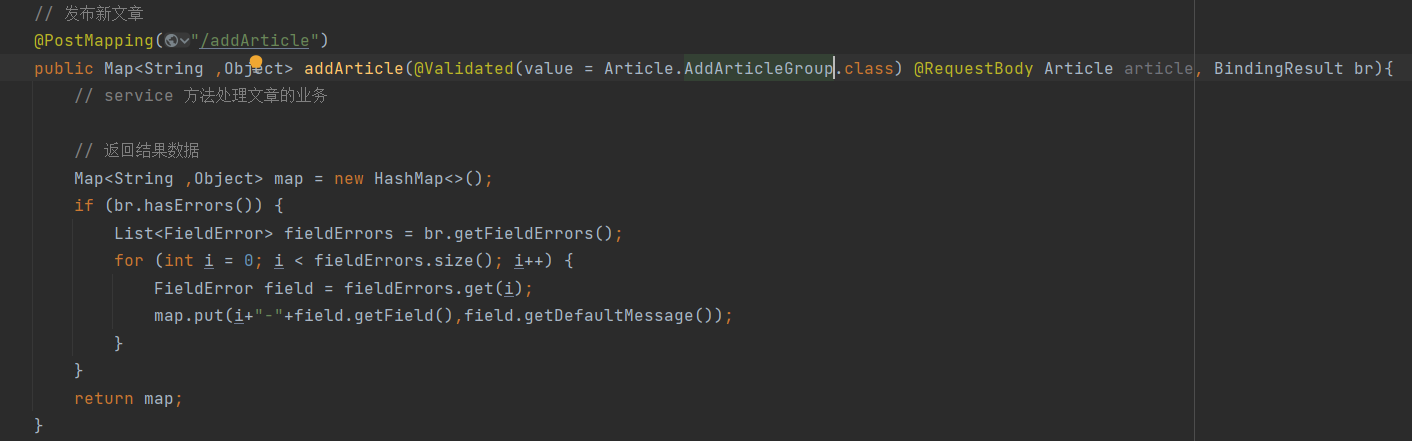 // 发布新文章
@PostMapping("/addArticle")
public Map<String ,Object> addArticle(@Validated(value = Article.AddArticleGroup.class) @RequestBody Article article, BindingResult br){
// service 方法处理文章的业务
// 返回结果数据
Map<String ,Object> map = new HashMap<>();
if (br.hasErrors()) {
List<FieldError> fieldErrors = br.getFieldErrors();
for (int i = 0; i < fieldErrors.size(); i++) {
FieldError field = fieldErrors.get(i);
map.put(i+"-"+field.getField(),field.getDefaultMessage());
}
}
return map;
}